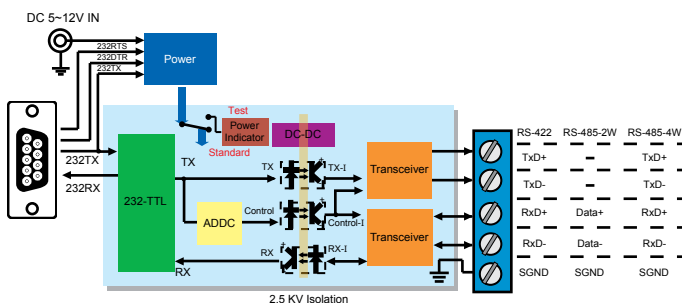 DC 5~12V IN
232RTS
232DTR
232TX
Power
Test
Power
Indicator
DC-DC
Standard
232TX
232RX
232-TTL
TX
TX
TX-I
Transceiver
ADDC
Control
Control-I
RX
RX
RX-I
Transceiver
2.5 KV Isolation
RS-422 RS-485-2W RS-485-4W
TxD+ – TxD+
TxD- – TxD-
RxD+ Data+ RxD+
RxD- Data- RxD-
SGND SGND SGND